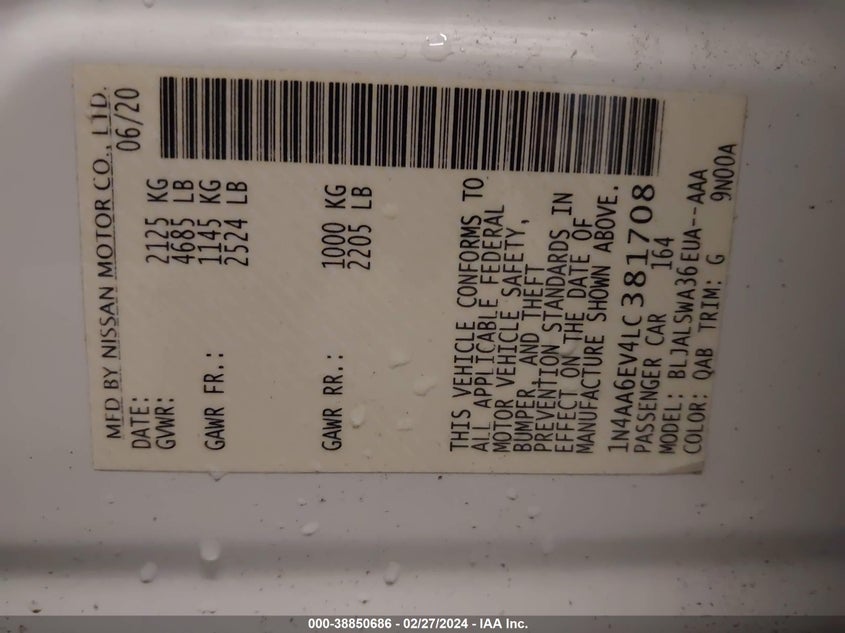 MFD BY NISSAN MOTOR CO., LTD.
DATE: 06/20
GVWR: 2125 KG
4685 LB
GAWR FR.: 1145 KG
2524 LB
GAWR RR.: 1000 KG
2205 LB
THIS VEHICLE CONFORMS TO
ALL APPLICABLE FEDERAL
MOTOR VEHICLE SAFETY,
BUMPER, AND THEFT
PREVENTION STANDARDS IN
EFFECT ON THE DATE OF
MANUFACTURE SHOWN ABOVE.
1N4AA6EV4LC381708
PASSENGER CAR 164
MODEL: BLJALSWA36EUA--AAA
COLOR: QAB TRIM: G 9N00A
000-38850686 - 02/27/2024 - IAA Inc.